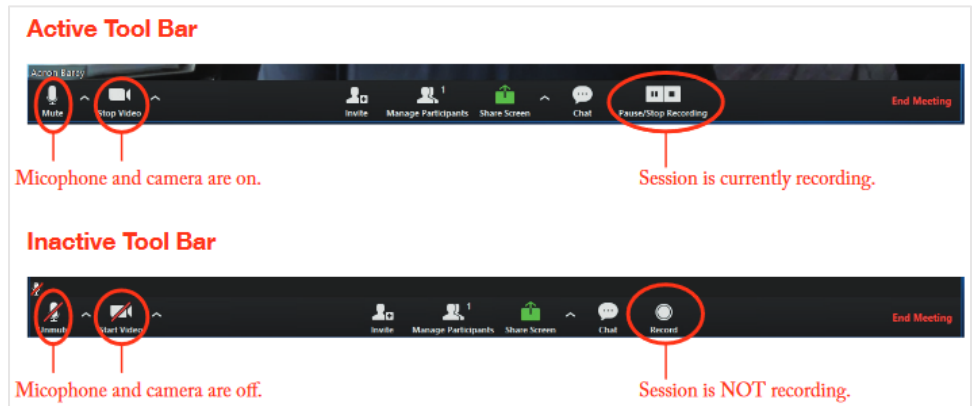 Active Tool Bar
Mute Stop Video Invite Manage Participants 1 Share Screen Chat Pause/Stop Recording End Meeting
Micophone and camera are on. Session is currently recording.
Inactive Tool Bar
Unmute Start Video Invite Manage Participants 1 Share Screen Chat Record End Meeting
Micophone and camera are off. Session is NOT recording.